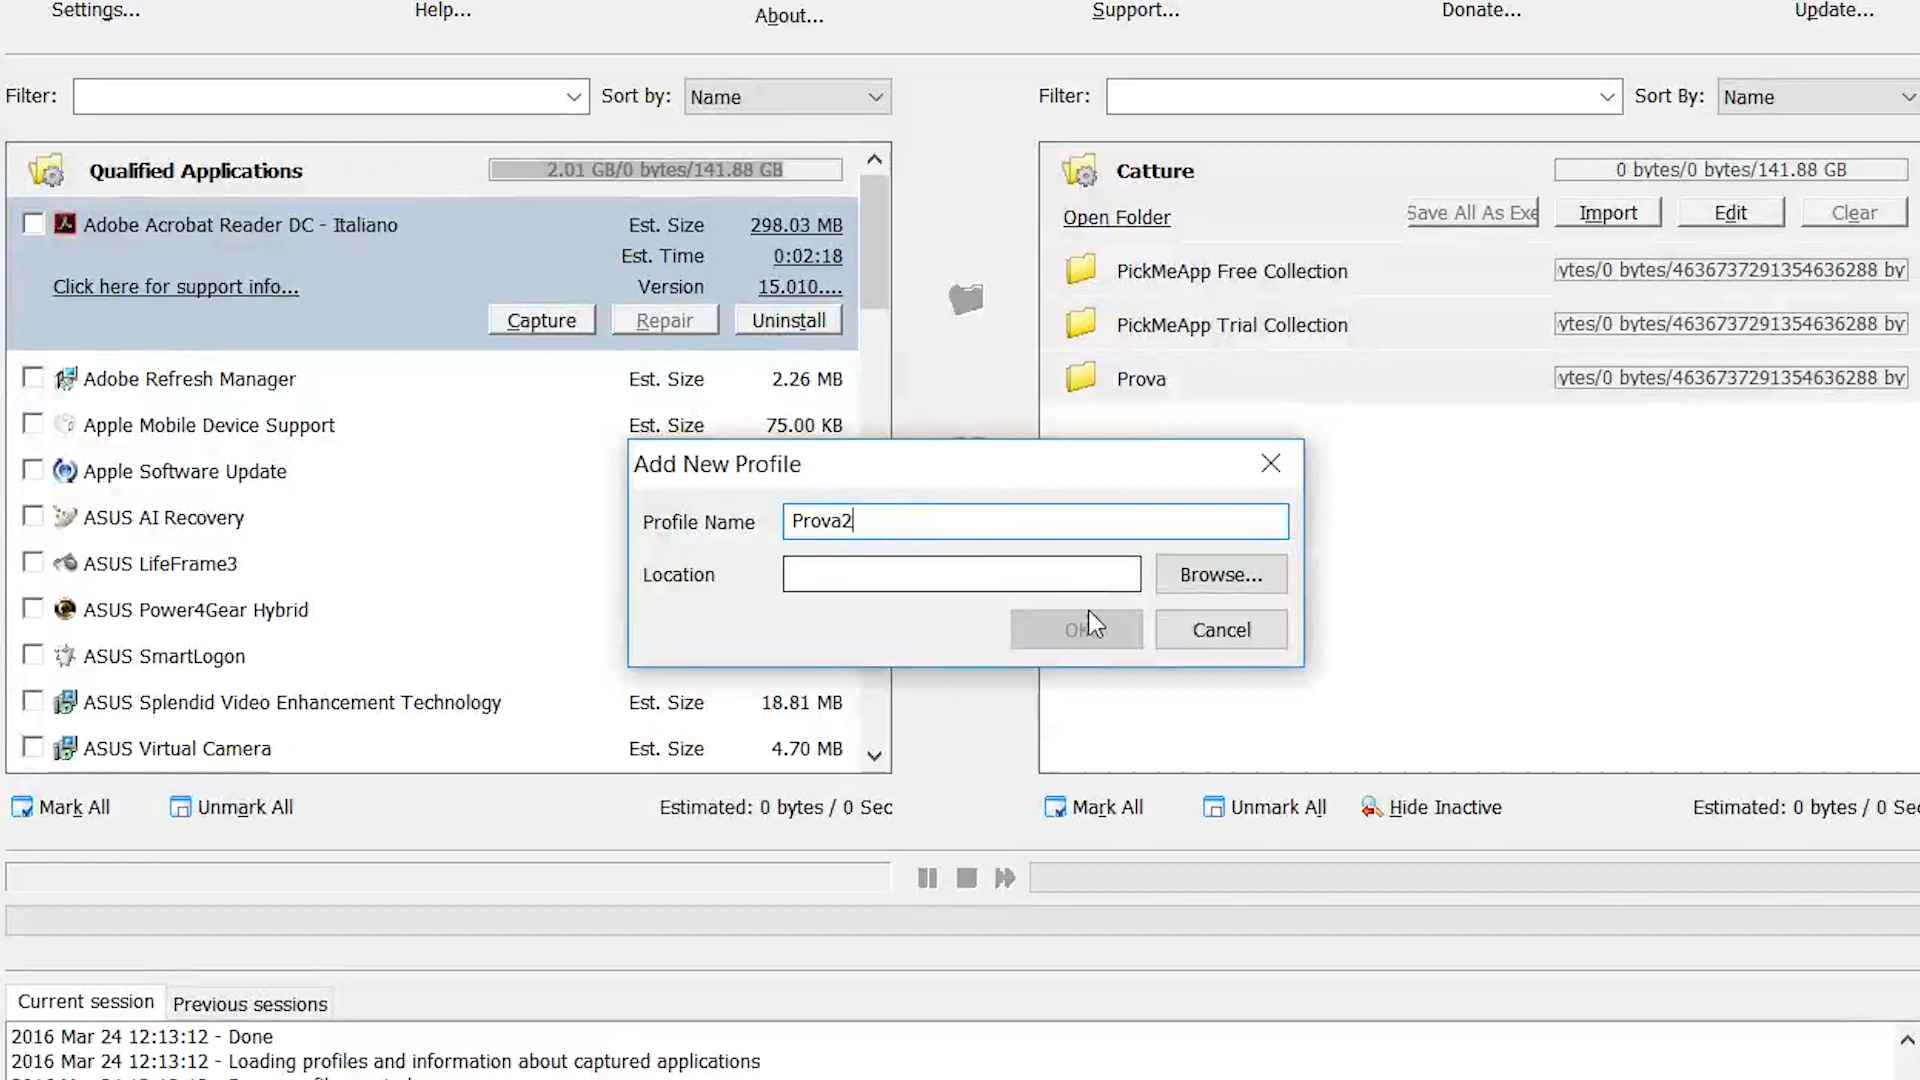 Settings... Help... About... Support... Donate... Update...
Filter: Sort by: Name Filter: Sort By: Name
Qualified Applications 2.01 GB/0 bytes/141.88 GB
Adobe Acrobat Reader DC - Italiano Est. Size 298.03 MB
Est. Time 0:02:18
Click here for support info... Version 15.010....
Capture Repair Uninstall
Adobe Refresh Manager Est. Size 2.26 MB
Apple Mobile Device Support Est. Size 75.00 KB
Apple Software Update
ASUS AI Recovery
ASUS LifeFrame3
ASUS Power4Gear Hybrid
ASUS SmartLogon
ASUS Splendid Video Enhancement Technology Est. Size 18.81 MB
ASUS Virtual Camera Est. Size 4.70 MB
Catture 0 bytes/0 bytes/141.88 GB
Open Folder Save All As Exe Import Edit Clear
PickMeApp Free Collection ytes/0 bytes/4636737291354636288 by
PickMeApp Trial Collection ytes/0 bytes/4636737291354636288 by
Prova ytes/0 bytes/4636737291354636288 by
Add New Profile
Profile Name Prova2
Location Browse...
OK Cancel
Mark All Unmark All Estimated: 0 bytes / 0 Sec
Mark All Unmark All Hide Inactive Estimated: 0 bytes / 0 Sec
Current session Previous sessions
2016 Mar 24 12:13:12 - Done
2016 Mar 24 12:13:12 - Loading profiles and information about captured applications